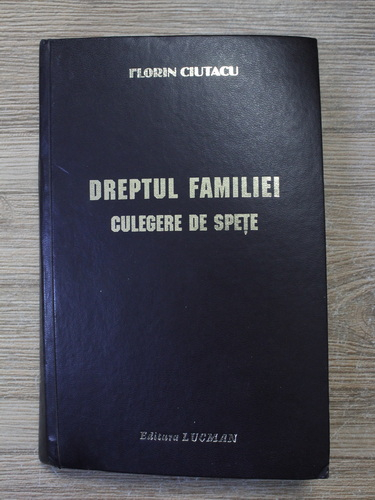 FLORIN CIUTACU
DREPTUL FAMILIEI
CULEGERE DE SPEȚE
Editura LUCMAN